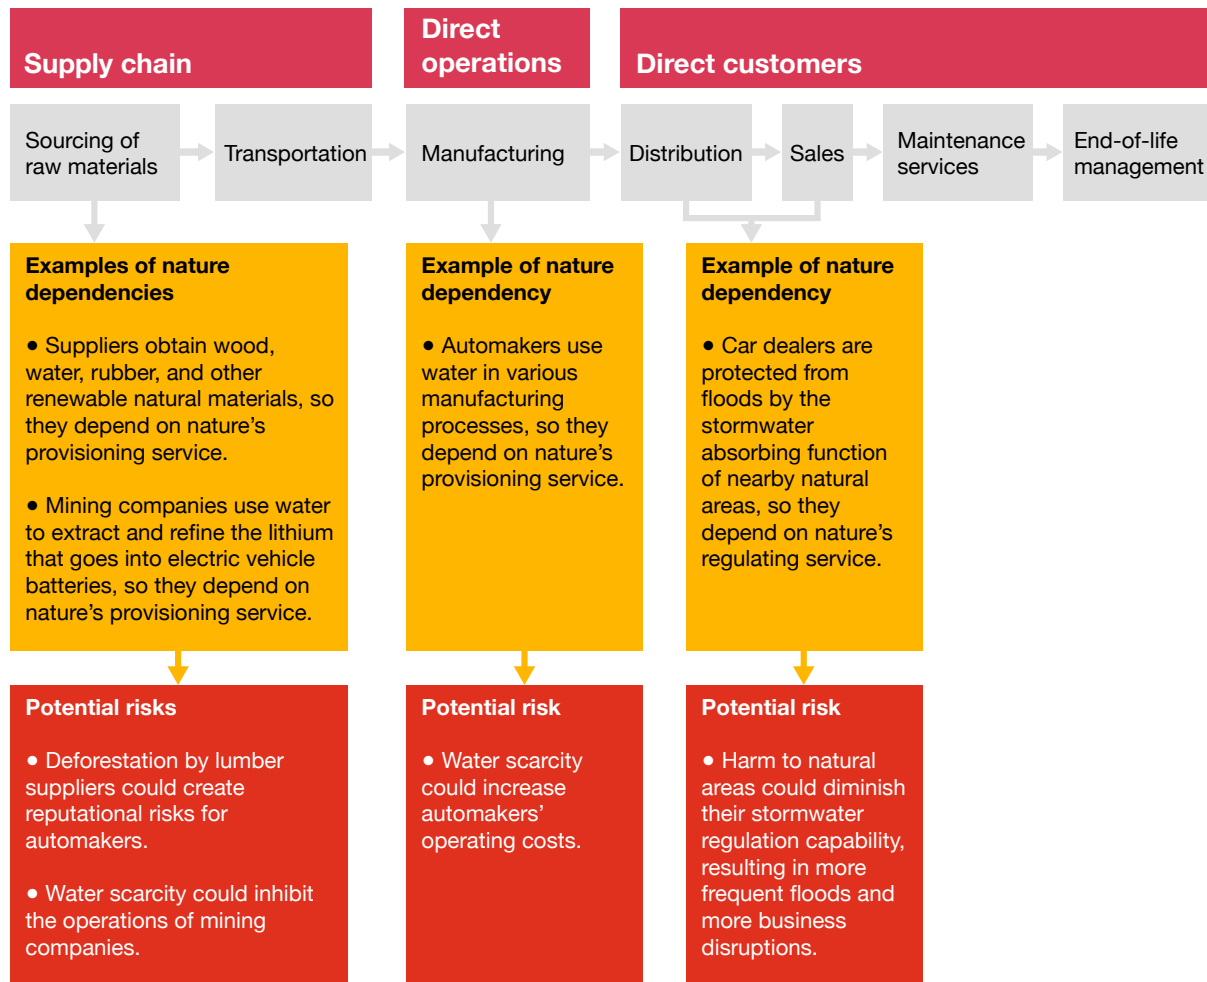 Supply chain
Direct
operations
Direct customers
Sourcing of
raw materials
Transportation
Manufacturing
Distribution
Sales
Maintenance
services
End-of-life
management
Examples of nature
dependencies
● Suppliers obtain wood,
water, rubber, and other
renewable natural materials, so
they depend on nature’s
provisioning service.
● Mining companies use water
to extract and refine the lithium
that goes into electric vehicle
batteries, so they depend on
nature’s provisioning service.
Example of nature
dependency
● Automakers use
water in various
manufacturing
processes, so they
depend on nature’s
provisioning service.
Example of nature
dependency
● Car dealers are
protected from
floods by the
stormwater
absorbing function
of nearby natural
areas, so they
depend on nature’s
regulating service.
Potential risks
● Deforestation by lumber
suppliers could create
reputational risks for
automakers.
● Water scarcity could inhibit
the operations of mining
companies.
Potential risk
● Water scarcity
could increase
automakers’
operating costs.
Potential risk
● Harm to natural
areas could diminish
their stormwater
regulation capability,
resulting in more
frequent floods and
more business
disruptions.